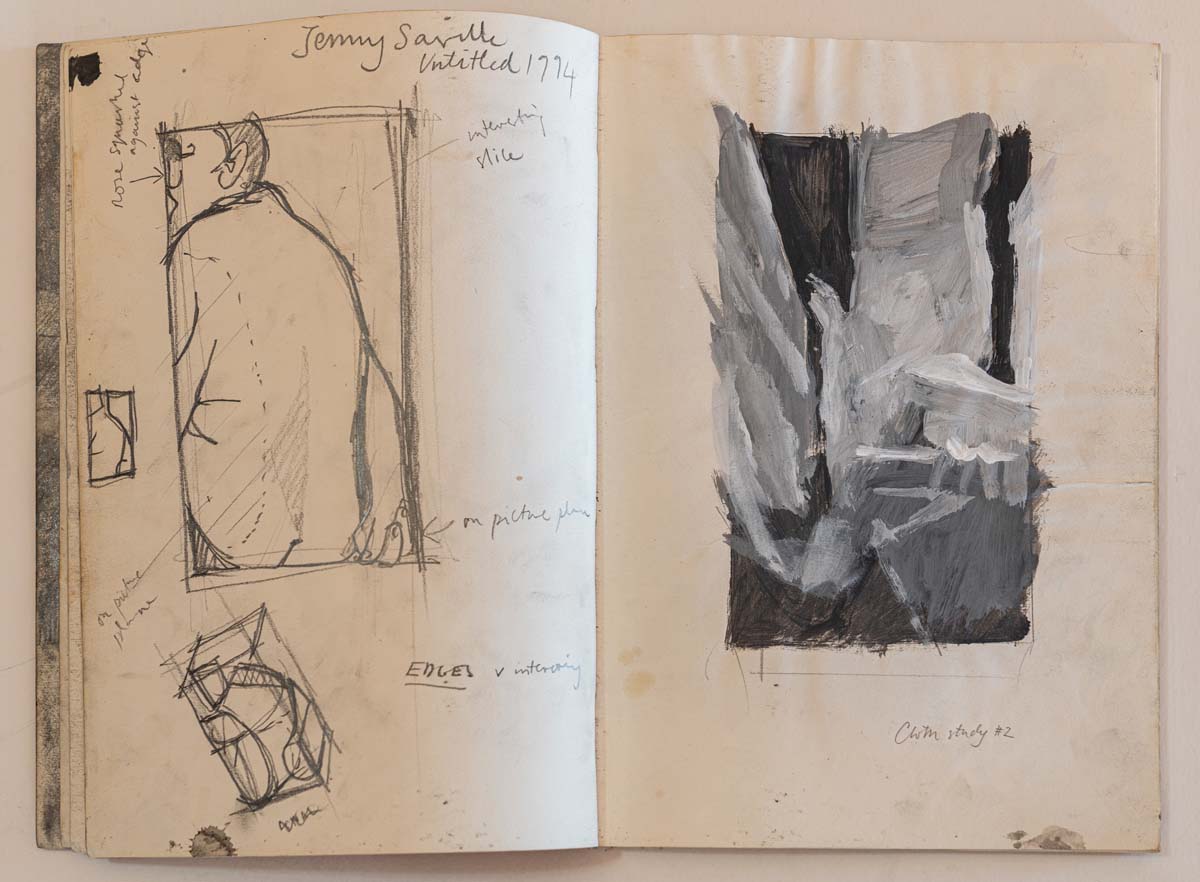 Jenny Saville
Untitled 1994
nose squashed
against edge
interesting
slice
on picture plane
on picture
plane
EDGES v interesting
Cloth study #2